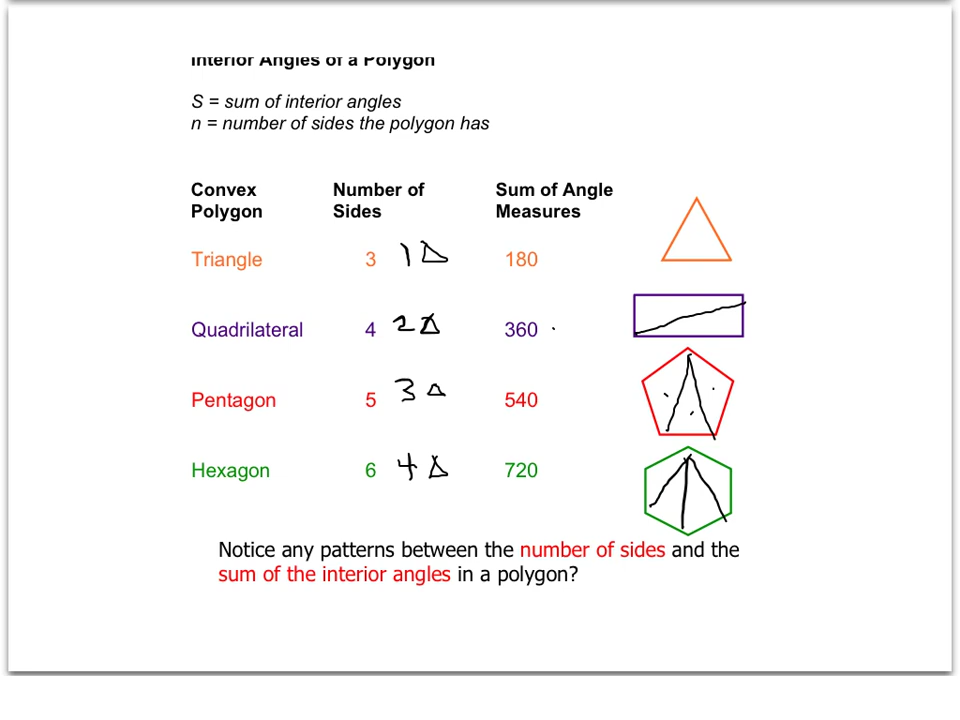 Interior Angles of a Polygon
S = sum of interior angles
n = number of sides the polygon has
Convex Polygon Number of Sides Sum of Angle Measures
Triangle 3 1△ 180
Quadrilateral 4 2△ 360
Pentagon 5 3△ 540
Hexagon 6 4△ 720
Notice any patterns between the number of sides and the
sum of the interior angles in a polygon?